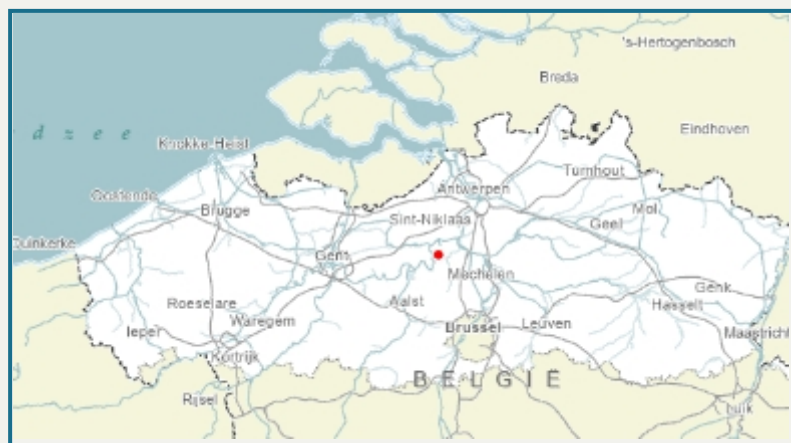 's-Hertogenbosch
Breda
d z e e
Eindhoven
Knokke-Heist
Turnhout
Oostende
Antwerpen
Brugge
Sint-Niklaas
Mol
Geel
Duinkerke
Gent
Mechelen
Genk
Roeselare
Aalst
Hasselt
Ieper
Waregem
Brussel
Leuven
Maastricht
Kortrijk
BELGIË
Rijsel
Luik